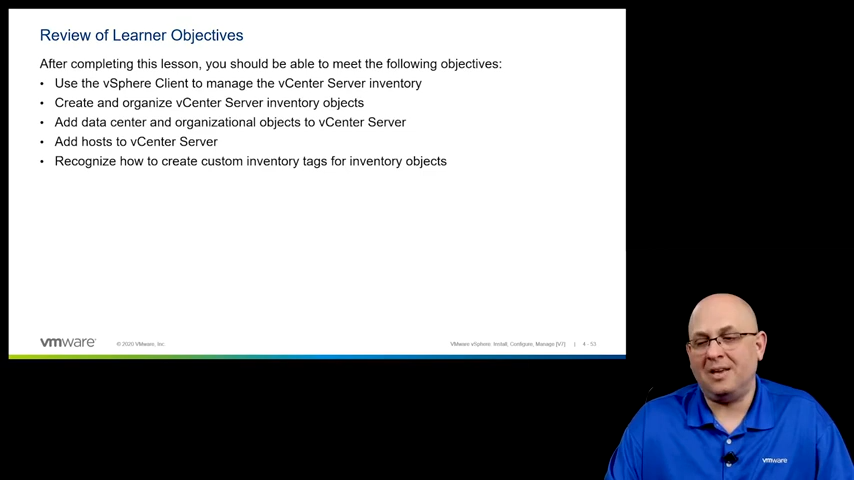 Review of Learner Objectives
After completing this lesson, you should be able to meet the following objectives:
• Use the vSphere Client to manage the vCenter Server inventory
• Create and organize vCenter Server inventory objects
• Add data center and organizational objects to vCenter Server
• Add hosts to vCenter Server
• Recognize how to create custom inventory tags for inventory objects
vmware
© 2020 VMware, Inc.
VMware vSphere: Install, Configure, Manage [V7] | 4 - 53
vmware